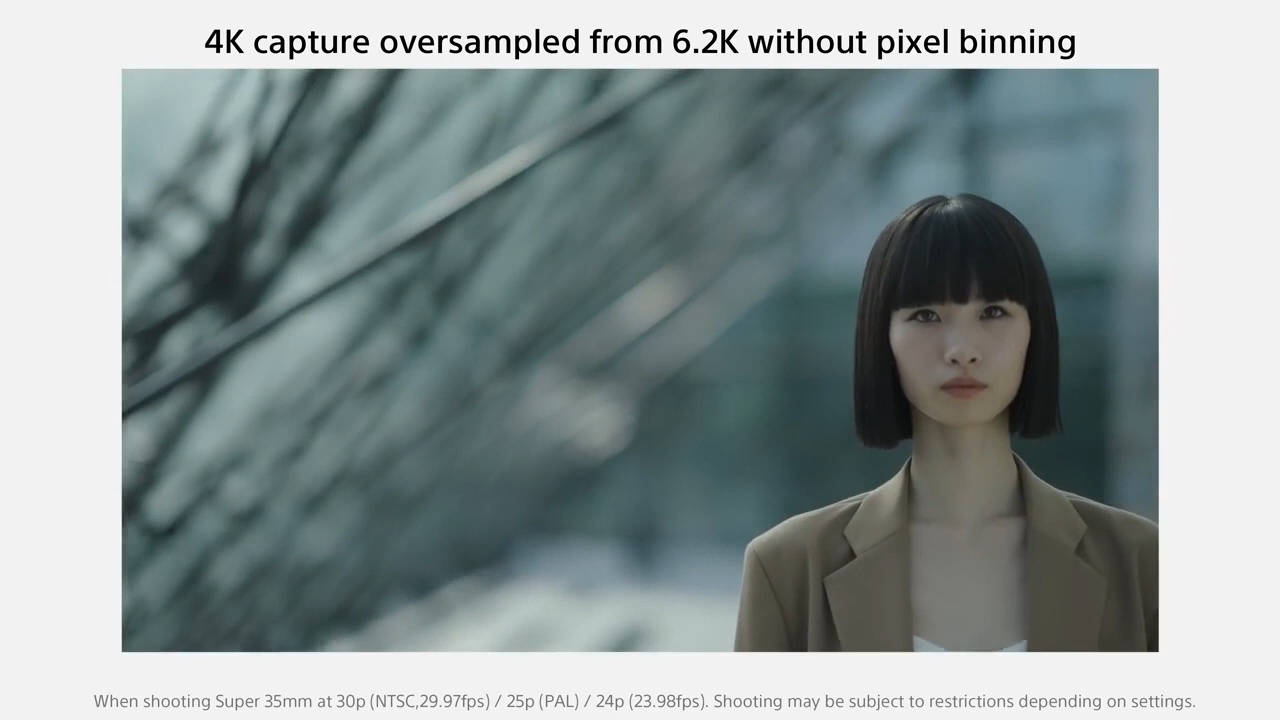 4K capture oversampled from 6.2K without pixel binning
When shooting Super 35mm at 30p (NTSC,29.97fps) / 25p (PAL) / 24p (23.98fps). Shooting may be subject to restrictions depending on settings.